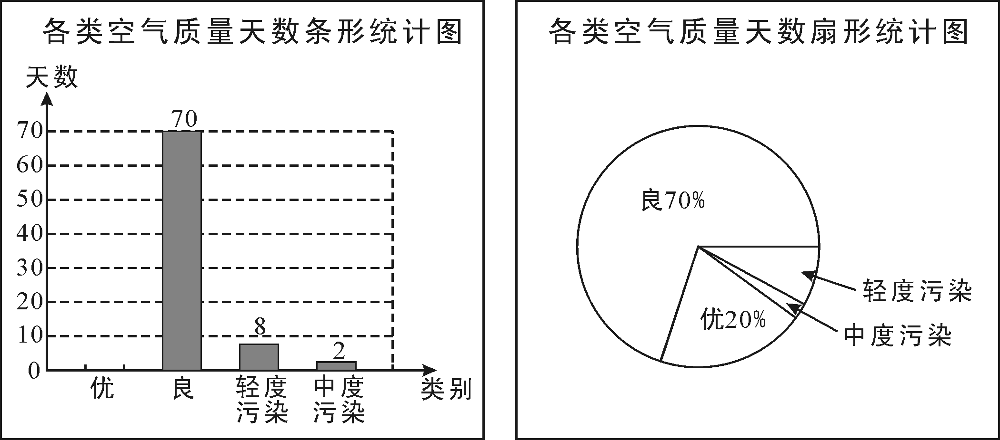 各类空气质量天数条形统计图
天数
70
70
60
50
40
30
20
10
0
8
2
优
良
轻度
污染
中度
污染
类别
各类空气质量天数扇形统计图
良70%
优20%
轻度污染
中度污染